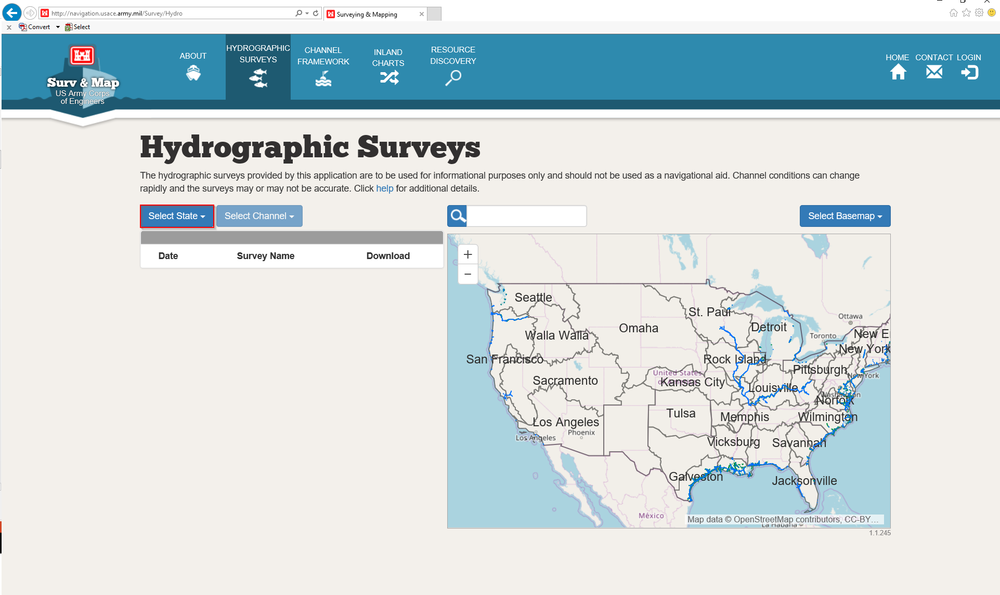 http://navigation.usace.army.mil/Survey/Hydro
Surveying & Mapping
x Convert Select
Surv & Map
US Army Corps
of Engineers
ABOUT
HYDROGRAPHIC
SURVEYS
CHANNEL
FRAMEWORK
INLAND
CHARTS
RESOURCE
DISCOVERY
HOME CONTACT LOGIN
Hydrographic Surveys
The hydrographic surveys provided by this application are to be used for informational purposes only and should not be used as a navigational aid. Channel conditions can change
rapidly and the surveys may or may not be accurate. Click help for additional details.
Select State Select Channel Select Basemap
Date Survey Name Download
+
−
Seattle
St. Paul
Ottawa
Omaha
Detroit
Walla Walla
Toronto
New E
New York
San Francisco
Rock Island
Pittsburgh
United States
of America
New York
Sacramento
Kansas City
Louisville
Washington
Norfolk
Tulsa
Memphis
Wilmington
Los Angeles
Phoenix
Los Angeles
Vicksburg
Savannah
Galveston
Jacksonville
México
Map data © OpenStreetMap contributors, CC-BY...
La Habana
1.1.245